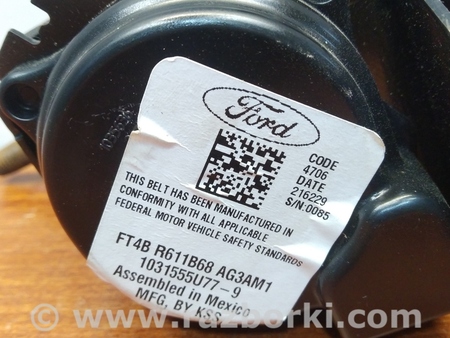 Ford
CODE
4706
DATE
216229
S/N:0085
THIS BELT HAS BEEN MANUFACTURED IN
CONFORMITY WITH ALL APPLICABLE
FEDERAL MOTOR VEHICLE SAFETY STANDARDS
FT4B R611B68 AG3AM1
1031555U77-9
Assembled in Mexico
MFG. BY KSS
www.razborki.com